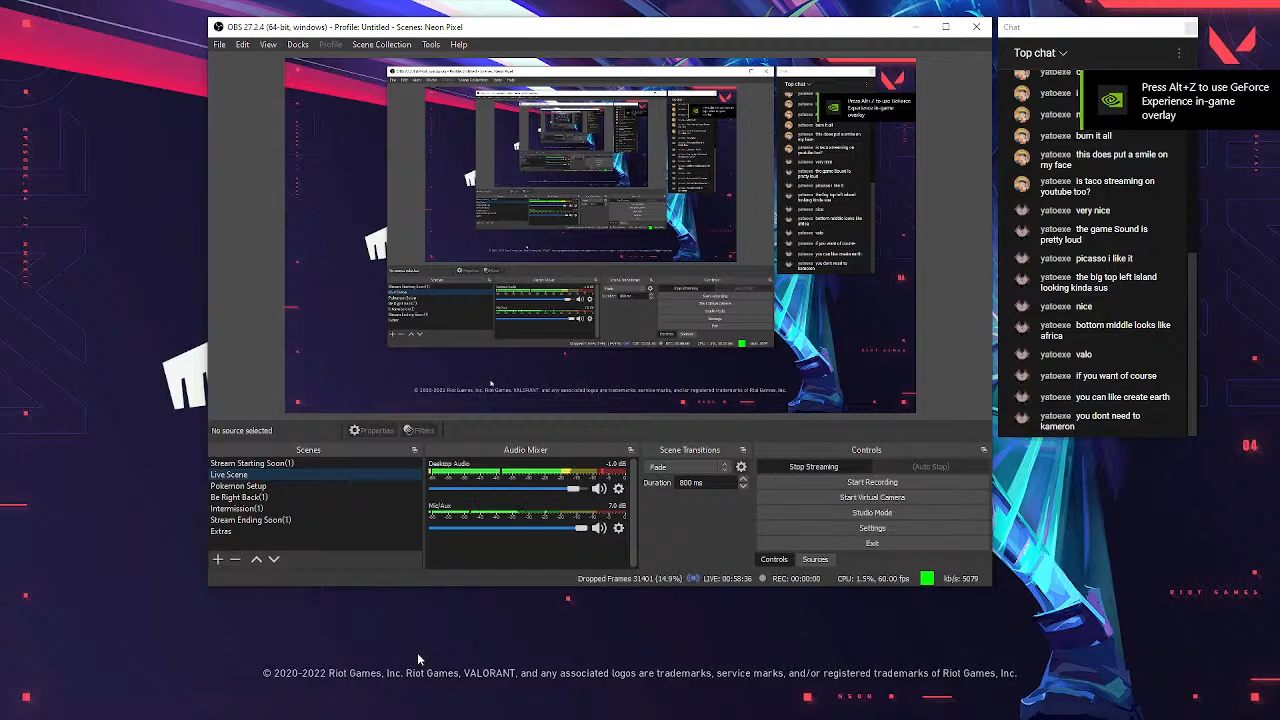 OBS 27.2.4 (64-bit, windows) - Profile: Untitled - Scenes: Neon Pixel
File Edit View Docks Profile Scene Collection Tools Help
Chat
Top chat
yatoexe
yatoexe
yatoexe
Press Alt+Z to use GeForce
Experience in-game
overlay
yatoexe burn it all
yatoexe this does put a smile on
my face
yatoexe is taco streaming on
youtube too?
yatoexe very nice
yatoexe the game Sound is
pretty loud
yatoexe picasso i like it
yatoexe the big top left island
looking kinda sus
yatoexe nice
yatoexe bottom middle looks like
africa
yatoexe valo
yatoexe if you want of course
yatoexe you can like create earth
yatoexe you dont need to
kameron
04
No source selected
Properties
Filters
Scenes
Stream Starting Soon(1)
Live Scene
Pokemon Setup
Be Right Back(1)
Intermission(1)
Stream Ending Soon(1)
Extras
Audio Mixer
Desktop Audio -1.0 dB
Mic/Aux 7.0 dB
Scene Transitions
Fade
Duration 800 ms
Controls
Stop Streaming (Auto Stop)
Start Recording
Start Virtual Camera
Studio Mode
Settings
Exit
Controls Sources
Dropped Frames 31401 (14.9%) LIVE: 00:58:36 REC: 00:00:00 CPU: 1.5%, 60.00 fps kb/s: 5079
RIOT GAMES
© 2020-2022 Riot Games, Inc. Riot Games, VALORANT, and any associated logos are trademarks, service marks, and/or registered trademarks of Riot Games, Inc.
NEON